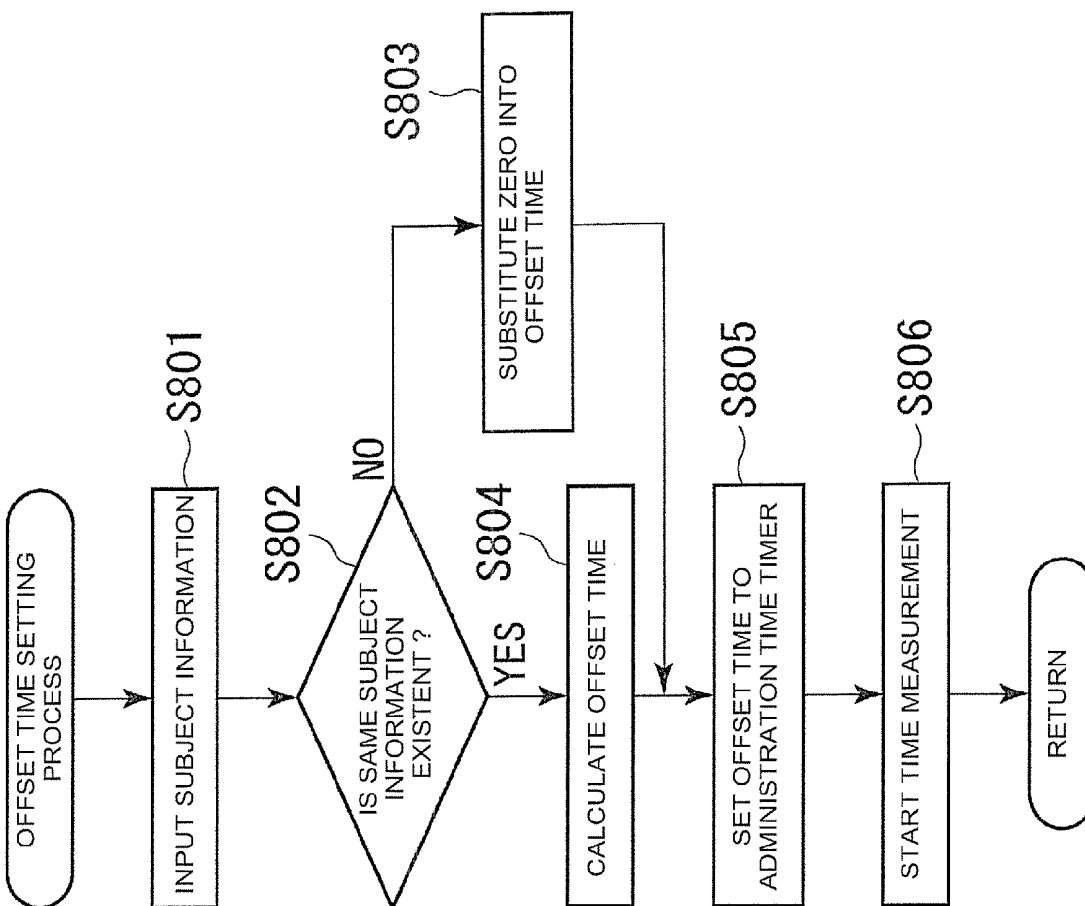 OFFSET TIME SETTING
PROCESS
S801
INPUT SUBJECT INFORMATION
S802
IS SAME SUBJECT
INFORMATION
EXISTENT ?
NO
S803
SUBSTITUTE ZERO INTO
OFFSET TIME
YES
S804
CALCULATE OFFSET TIME
S805
SET OFFSET TIME TO
ADMINISTRATION TIME TIMER
S806
START TIME MEASUREMENT
RETURN